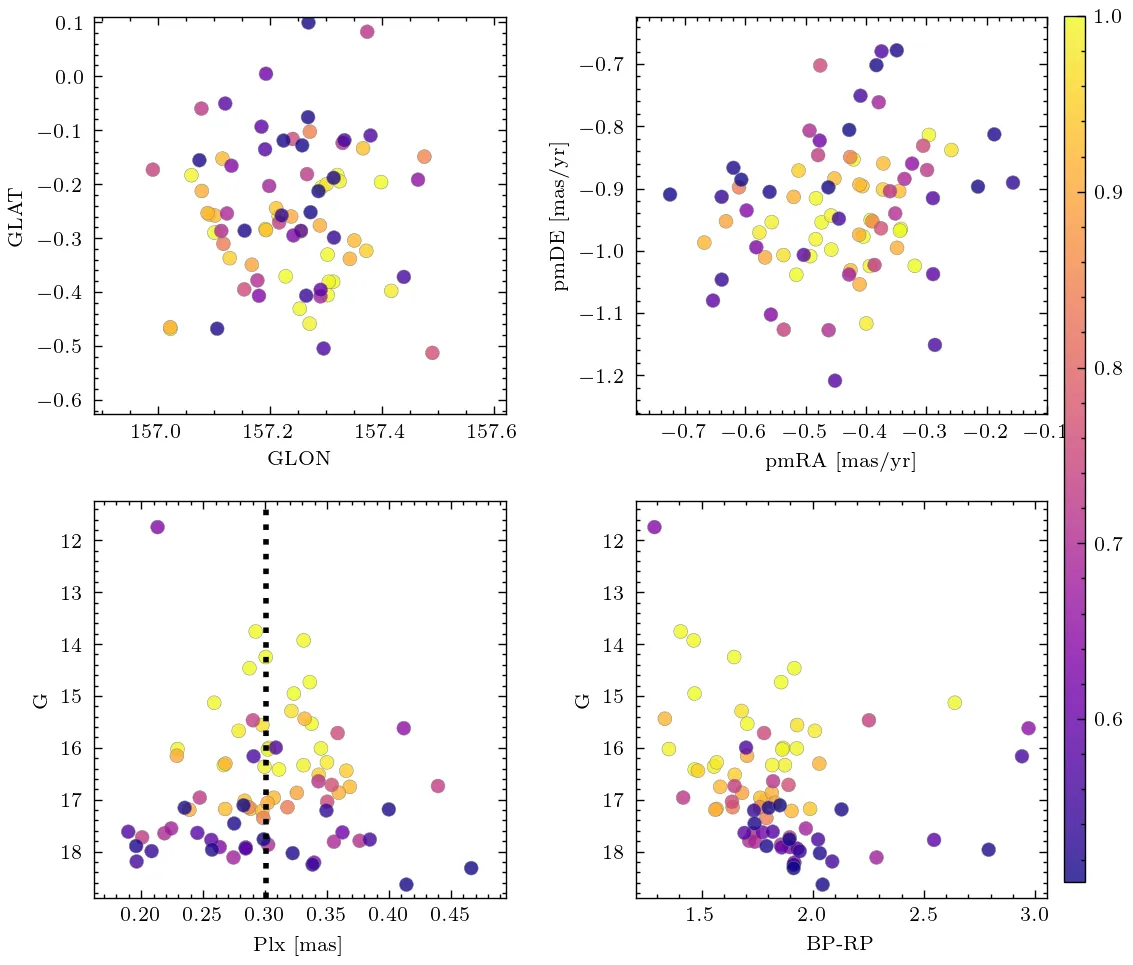 0.1
0.0
−0.1
−0.2
−0.3
−0.4
−0.5
−0.6
GLAT
157.0 157.2 157.4 157.6
GLON
−0.7
−0.8
−0.9
−1.0
−1.1
−1.2
pmDE [mas/yr]
−0.7 −0.6 −0.5 −0.4 −0.3 −0.2 −0.1
pmRA [mas/yr]
1.0
0.9
0.8
0.7
0.6
12
13
14
15
16
17
18
G
0.20 0.25 0.30 0.35 0.40 0.45
Plx [mas]
12
13
14
15
16
17
18
G
1.5 2.0 2.5 3.0
BP-RP